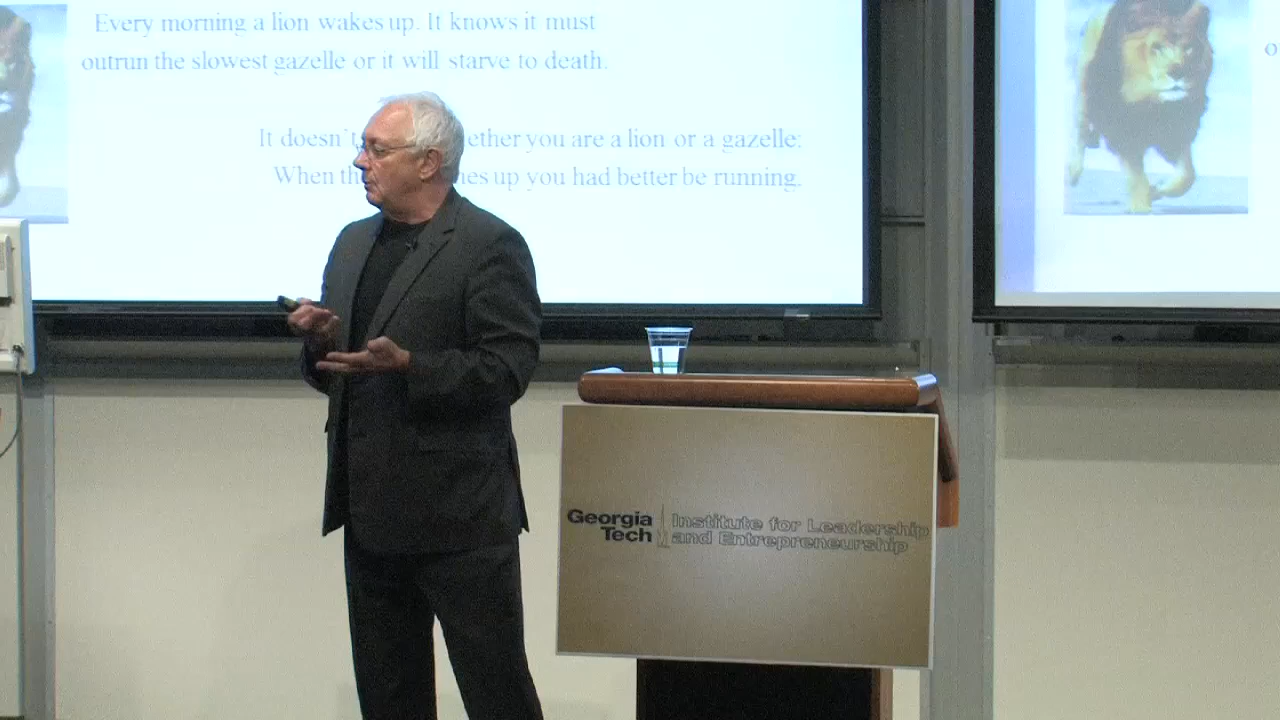 Every morning a lion wakes up. It knows it must
outrun the slowest gazelle or it will starve to death.
It doesn't ether you are a lion or a gazelle:
When th es up you had better be running.
Georgia
Tech
Institute for Leadership
and Entrepreneurship
o